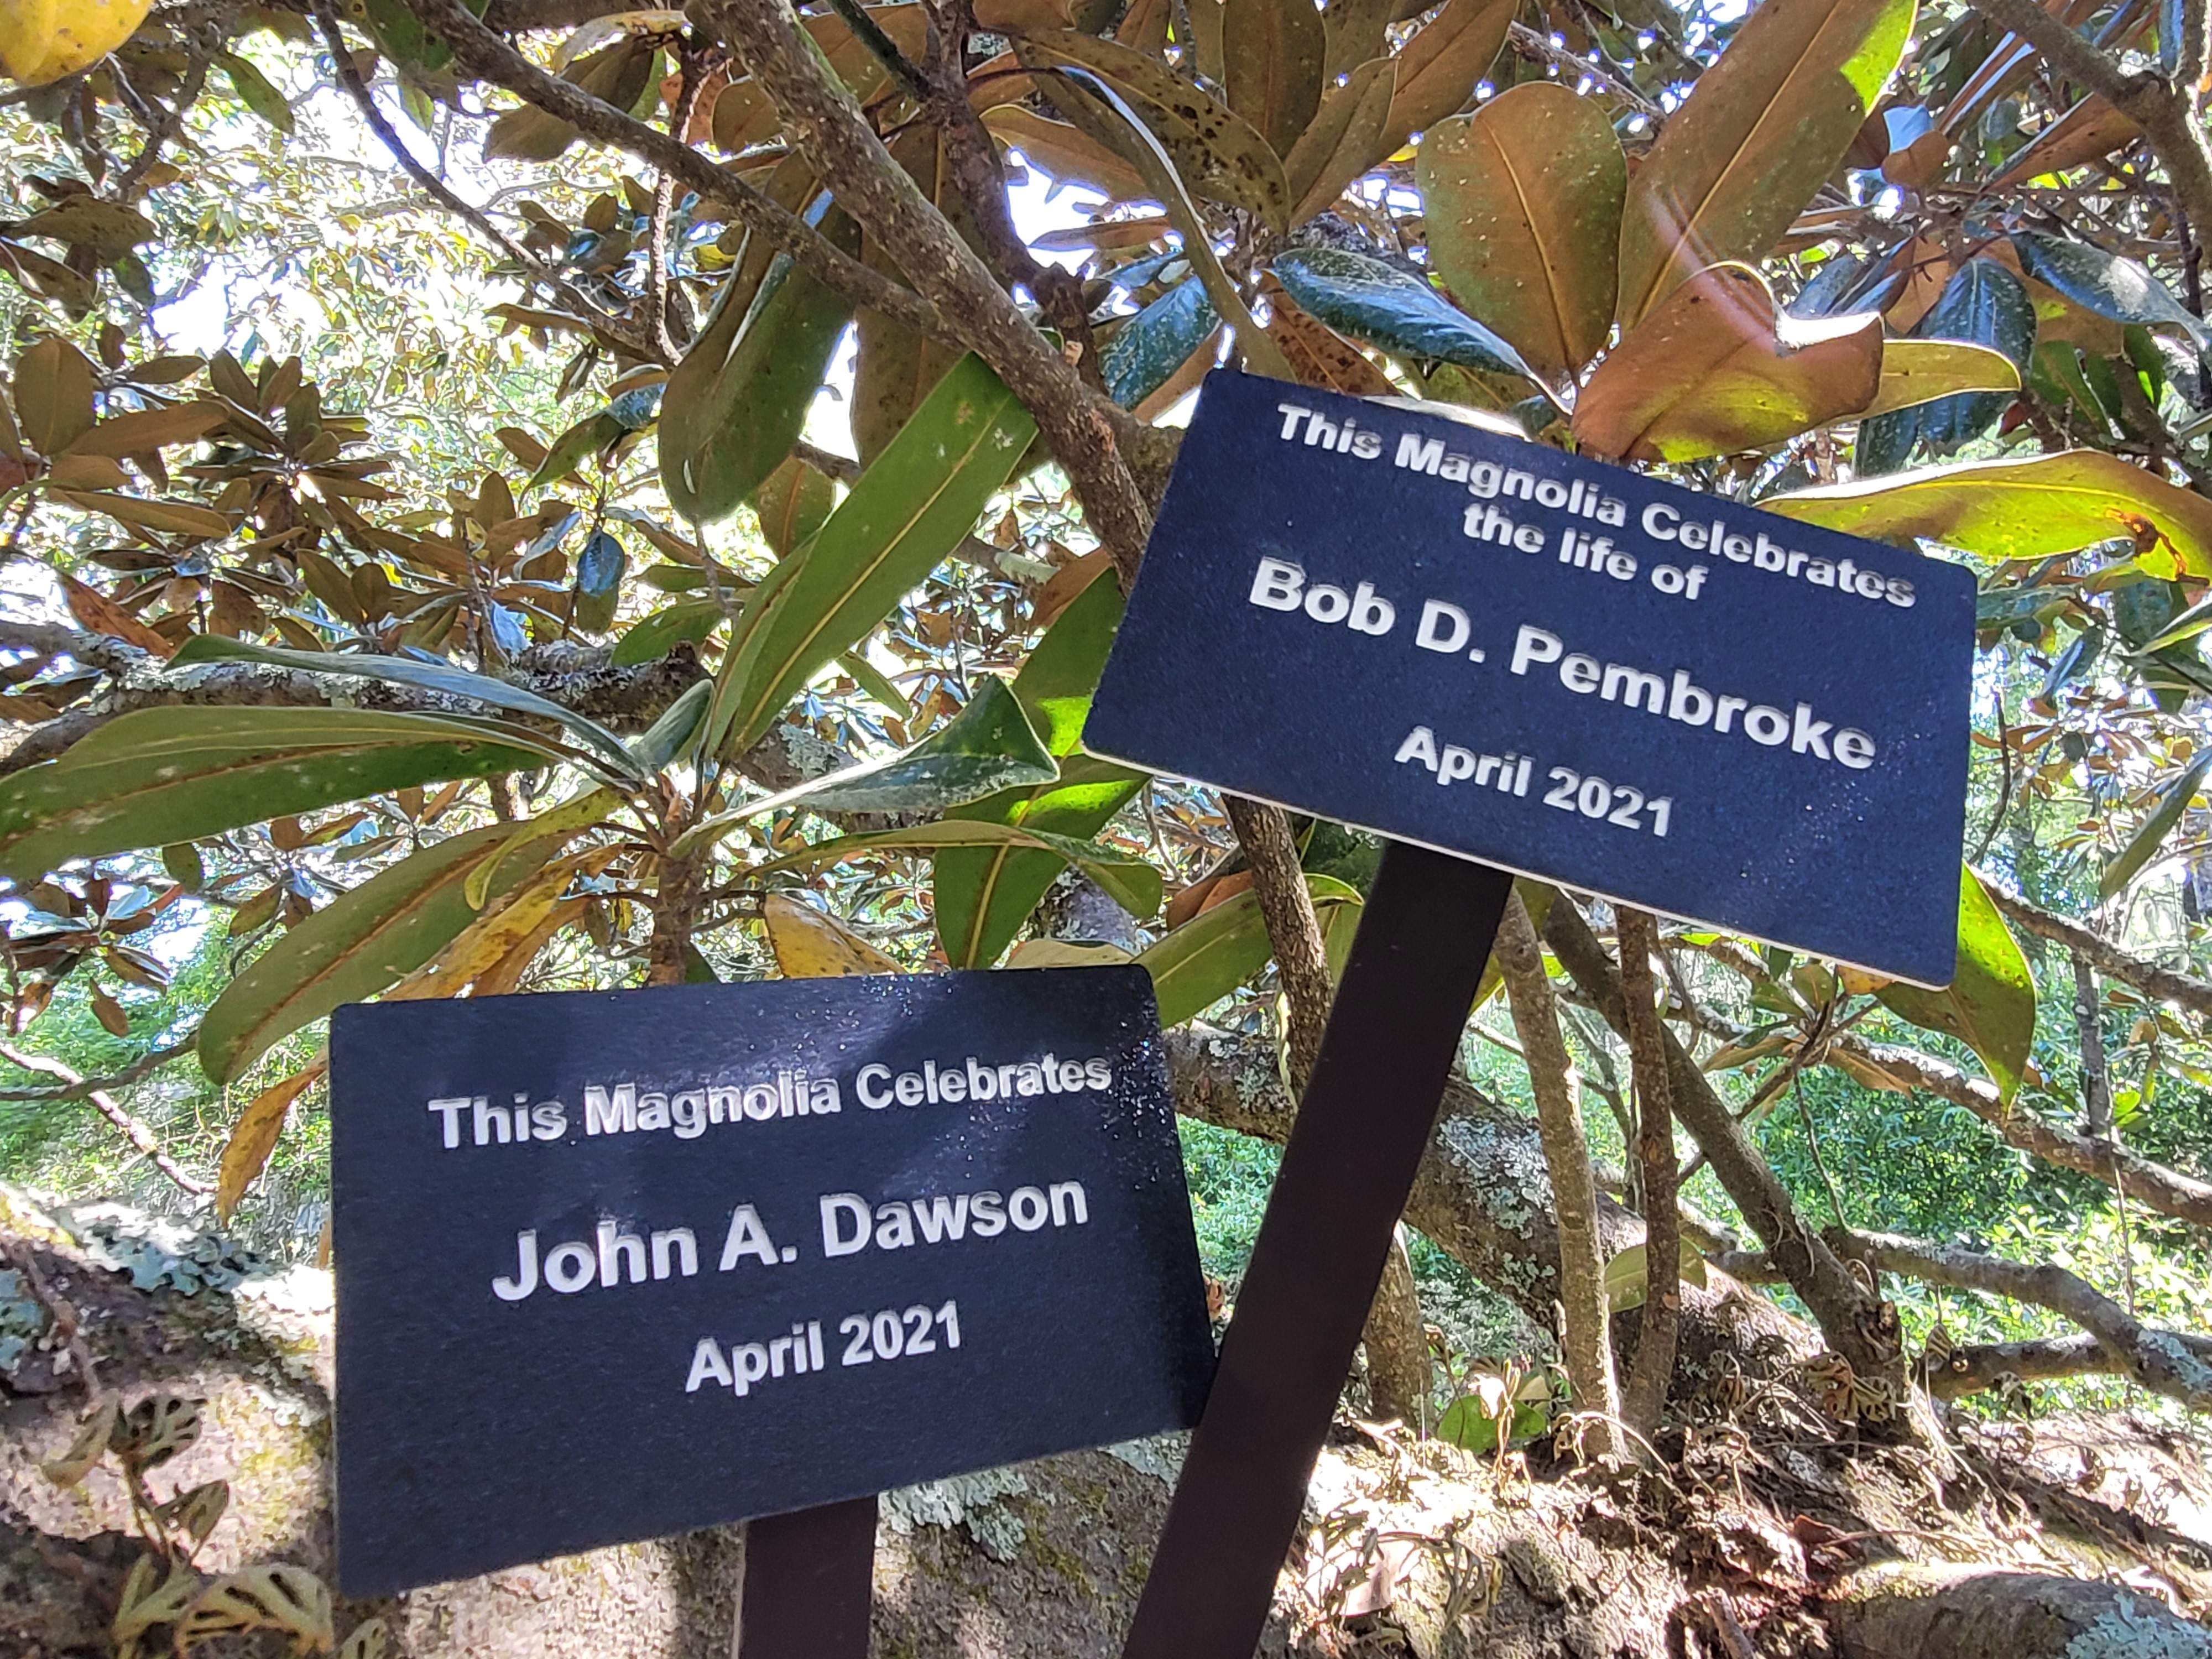 This Magnolia Celebrates
the life of
Bob D. Pembroke
April 2021
This Magnolia Celebrates
John A. Dawson
April 2021